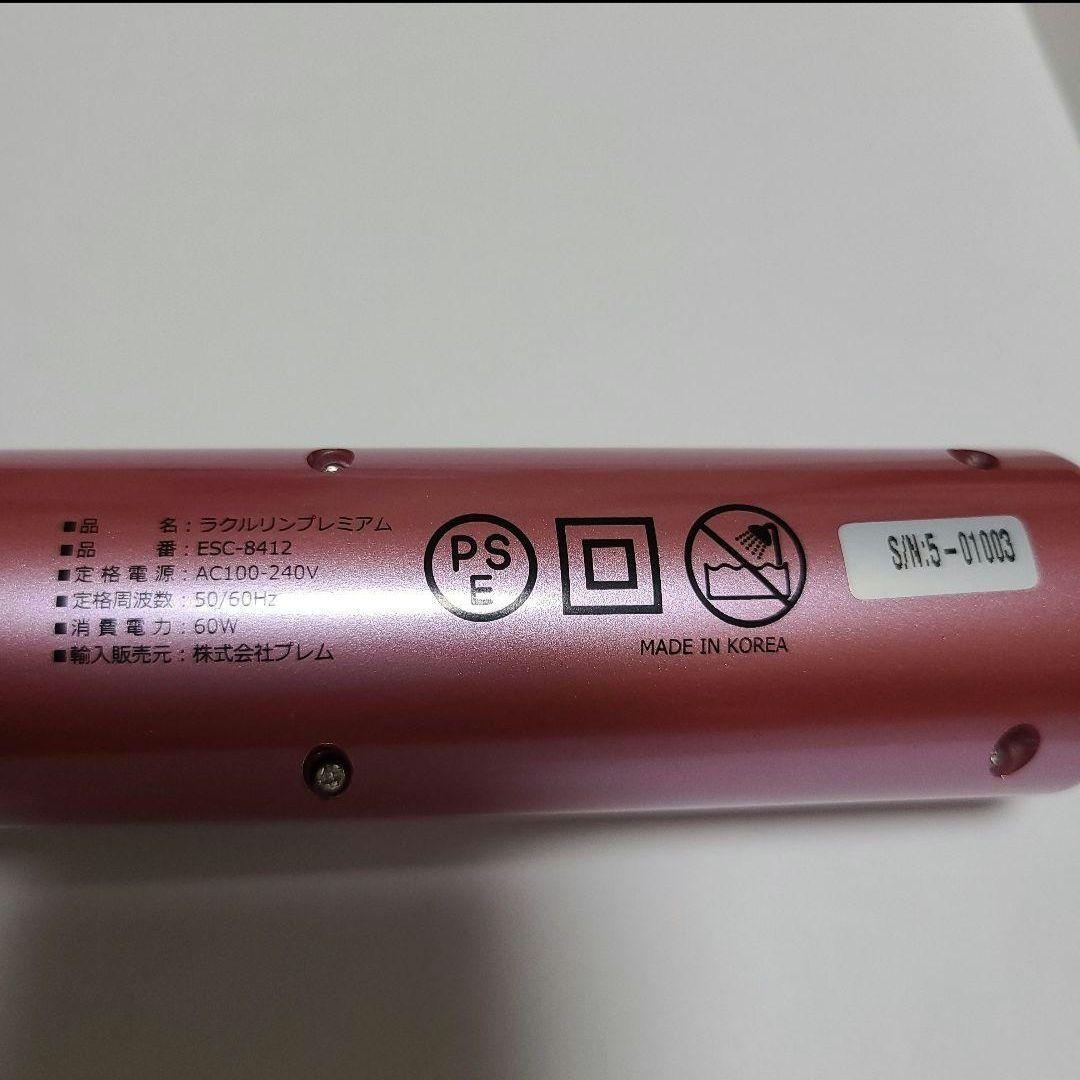 ■品　　名：ラクルリンプレミアム
■品　　番：ESC-8412
■定格電源：AC100-240V
■定格周波数：50/60Hz
■消費電力：60W
■輸入販売元：株式会社プレム
PS
E
MADE IN KOREA
S/N:5-01003